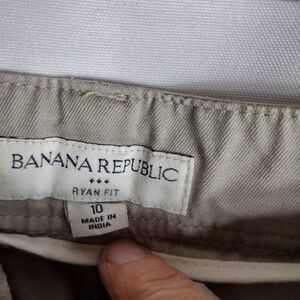 BANANA REPUBLIC
RYAN FIT
10
MADE IN
INDIA